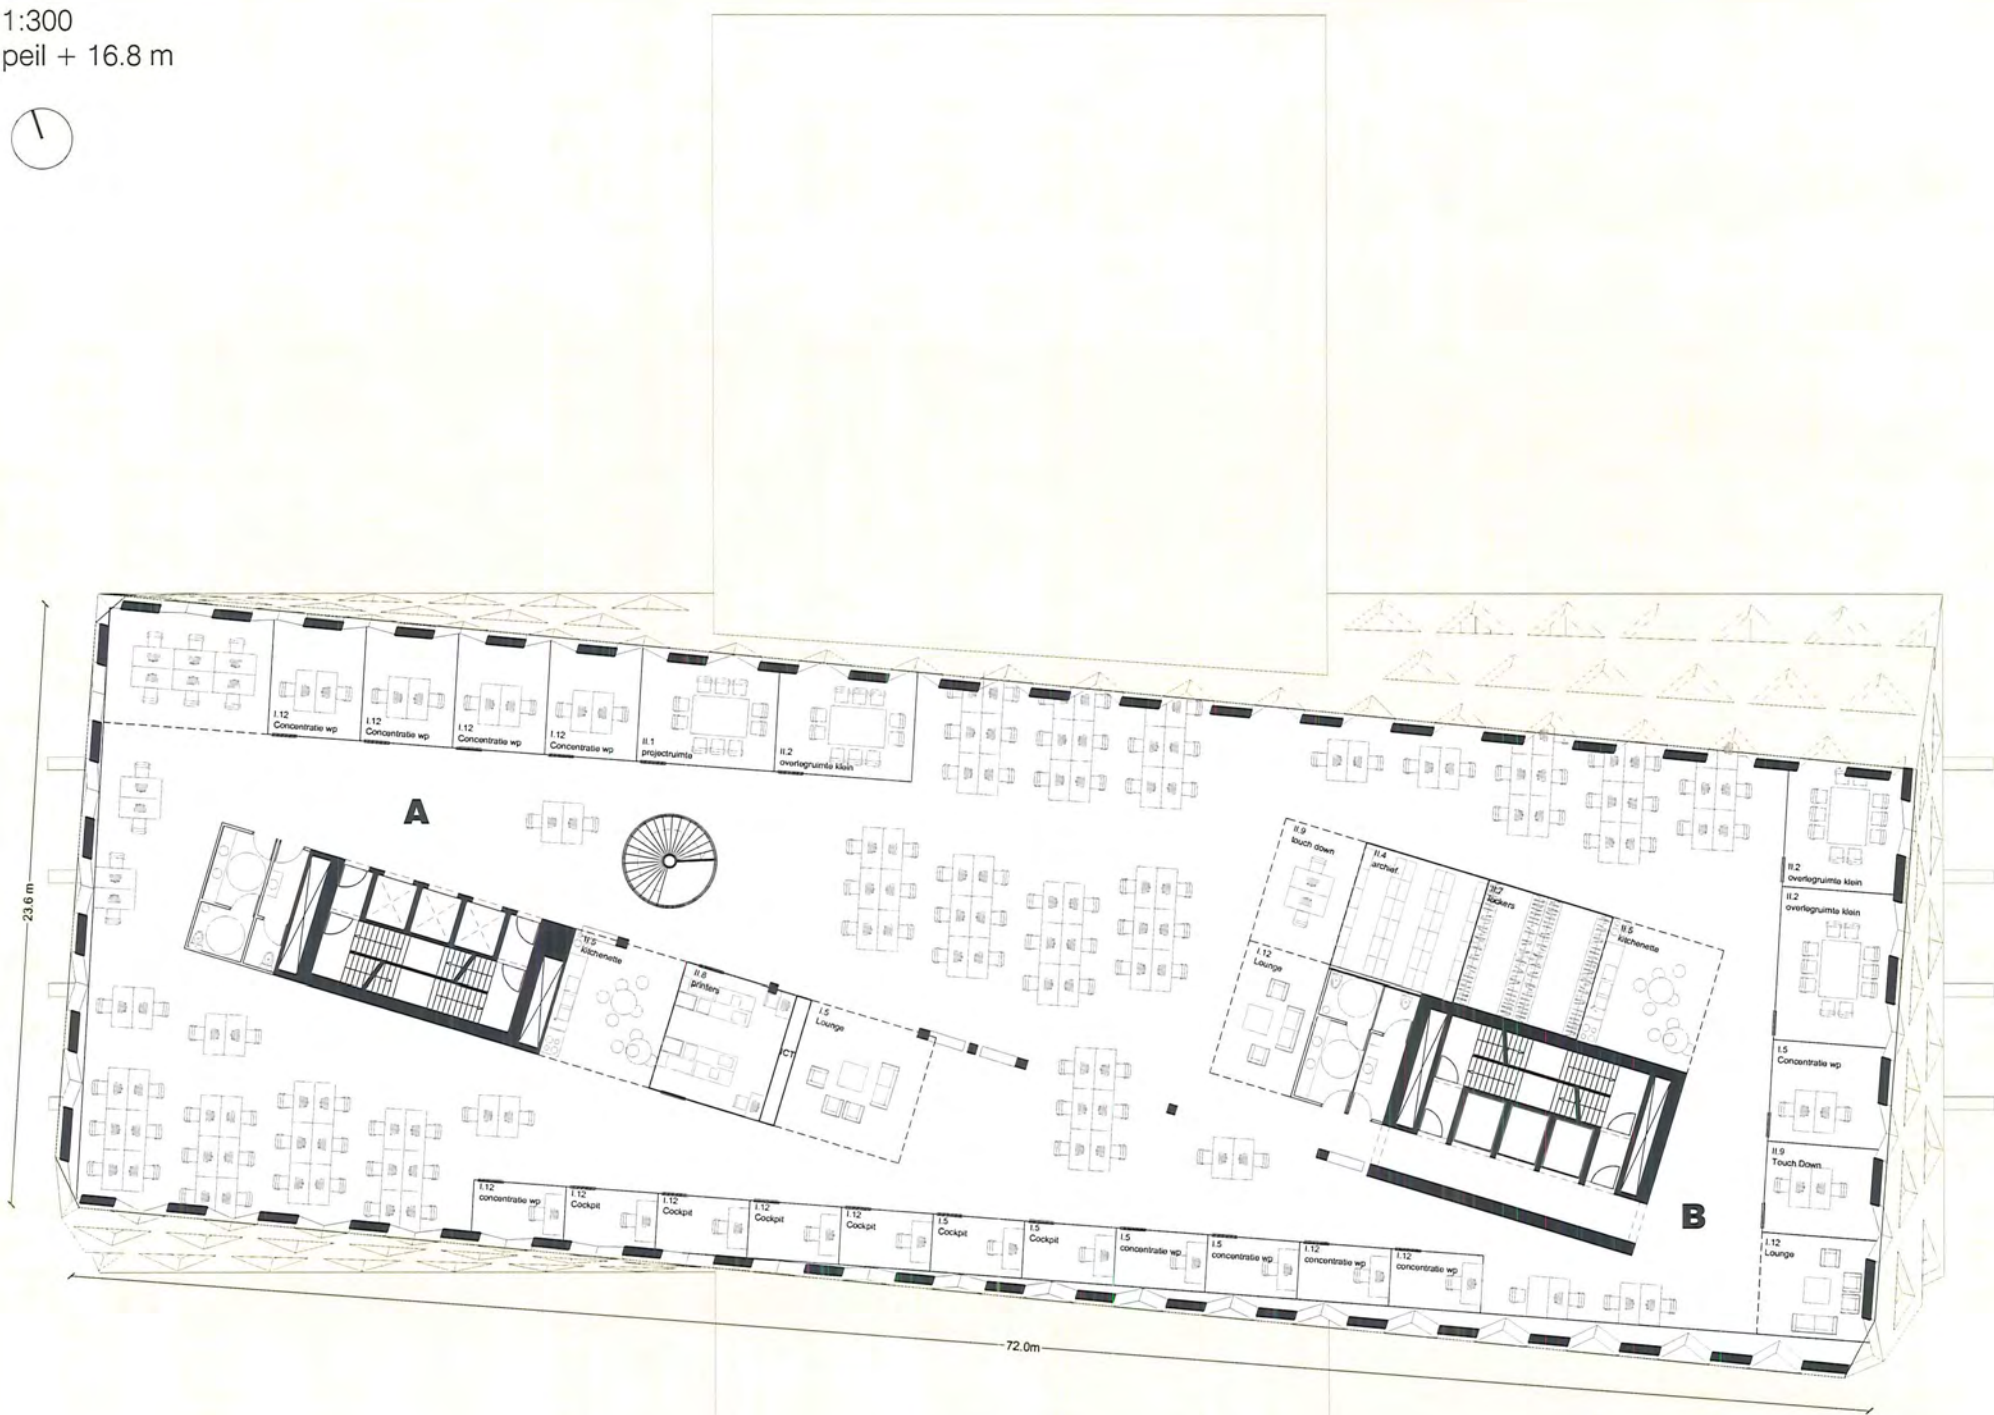 1:300
peil + 16.8 m
I.12
Concentratie wp
I.12
Concentratie wp
I.12
Concentratie wp
I.12
Concentratie wp
II.1
projectruimte
II.2
overlegruimte klein
A
23.6 m
II.5
kitchenette
II.8
printers
ICT
I.5
Lounge
II.9
touch down
II.4
archief
II.7
lockers
II.5
kitchenette
I.12
Lounge
II.2
overlegruimte klein
II.2
overlegruimte klein
I.5
Concentratie wp
II.9
Touch Down
I.12
Lounge
B
I.12
concentratie wp
I.12
Cockpit
I.12
Cockpit
I.12
Cockpit
I.12
Cockpit
I.5
Cockpit
I.5
Cockpit
I.5
concentratie wp
I.5
concentratie wp
I.12
concentratie wp
I.12
concentratie wp
72.0m